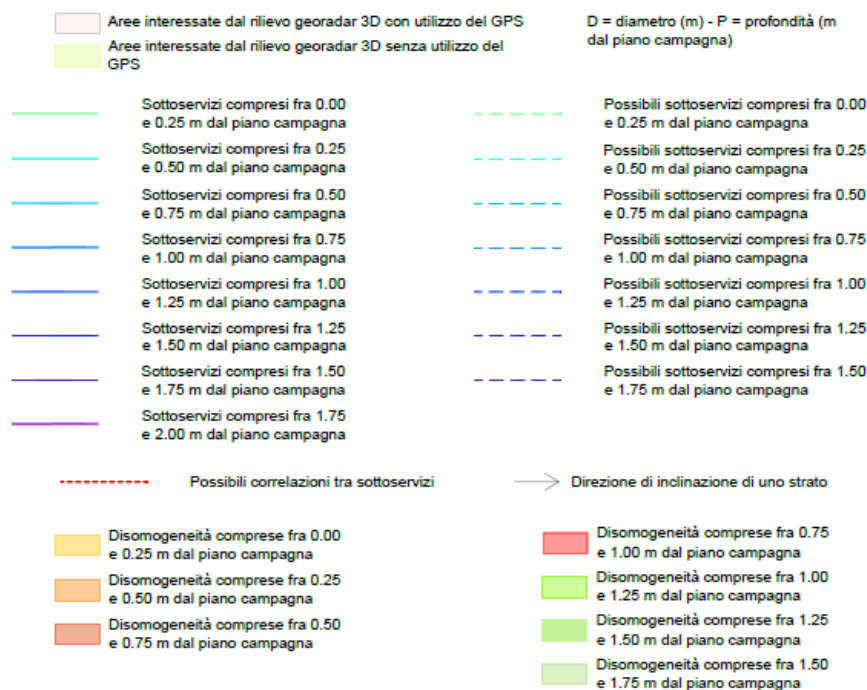 Aree interessate dal rilievo georadar 3D con utilizzo del GPS
Aree interessate dal rilievo georadar 3D senza utilizzo del
GPS
D = diametro (m) - P = profondità (m
dal piano campagna)
Sottoservizi compresi fra 0.00
e 0.25 m dal piano campagna
Possibili sottoservizi compresi fra 0.00
e 0.25 m dal piano campagna
Sottoservizi compresi fra 0.25
e 0.50 m dal piano campagna
Possibili sottoservizi compresi fra 0.25
e 0.50 m dal piano campagna
Sottoservizi compresi fra 0.50
e 0.75 m dal piano campagna
Possibili sottoservizi compresi fra 0.50
e 0.75 m dal piano campagna
Sottoservizi compresi fra 0.75
e 1.00 m dal piano campagna
Possibili sottoservizi compresi fra 0.75
e 1.00 m dal piano campagna
Sottoservizi compresi fra 1.00
e 1.25 m dal piano campagna
Possibili sottoservizi compresi fra 1.00
e 1.25 m dal piano campagna
Sottoservizi compresi fra 1.25
e 1.50 m dal piano campagna
Possibili sottoservizi compresi fra 1.25
e 1.50 m dal piano campagna
Sottoservizi compresi fra 1.50
e 1.75 m dal piano campagna
Possibili sottoservizi compresi fra 1.50
e 1.75 m dal piano campagna
Sottoservizi compresi fra 1.75
e 2.00 m dal piano campagna
Possibili correlazioni tra sottoservizi
Direzione di inclinazione di uno strato
Disomogeneità comprese fra 0.00
e 0.25 m dal piano campagna
Disomogeneità comprese fra 0.25
e 0.50 m dal piano campagna
Disomogeneità comprese fra 0.50
e 0.75 m dal piano campagna
Disomogeneità comprese fra 0.75
e 1.00 m dal piano campagna
Disomogeneità comprese fra 1.00
e 1.25 m dal piano campagna
Disomogeneità comprese fra 1.25
e 1.50 m dal piano campagna
Disomogeneità comprese fra 1.50
e 1.75 m dal piano campagna